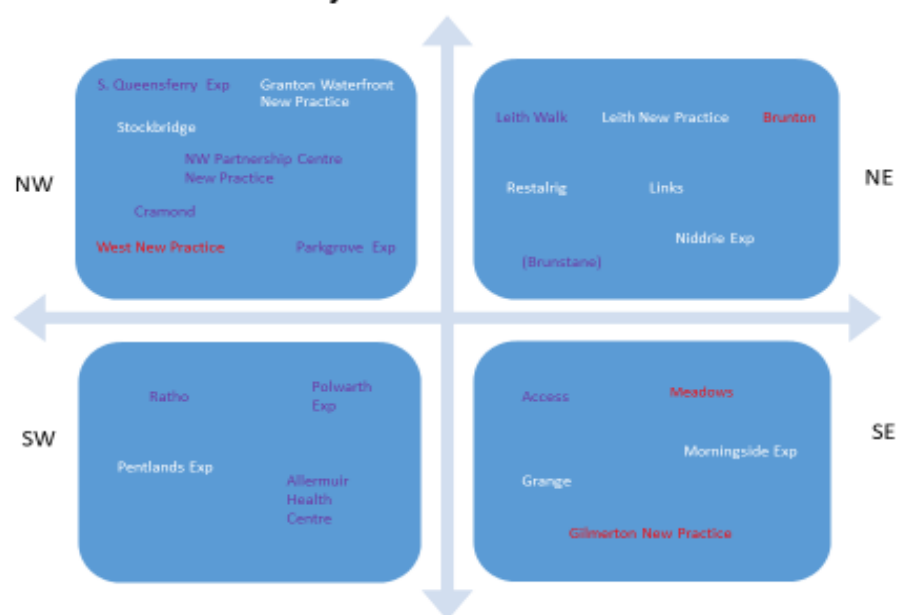 S. Queensferry Exp
Granton Waterfront
New Practice
Stockbridge
NW Partnership Centre
New Practice
NW
Cramond
West New Practice
Parkgrove Exp
Leith Walk
Leith New Practice
Brunton
NE
Restalrig
Links
Niddrie Exp
(Brunstane)
Ratho
Polwarth
Exp
SW
Pentlands Exp
Allermuir
Health
Centre
Access
Meadows
SE
Morningside Exp
Grange
Gilmerton New Practice